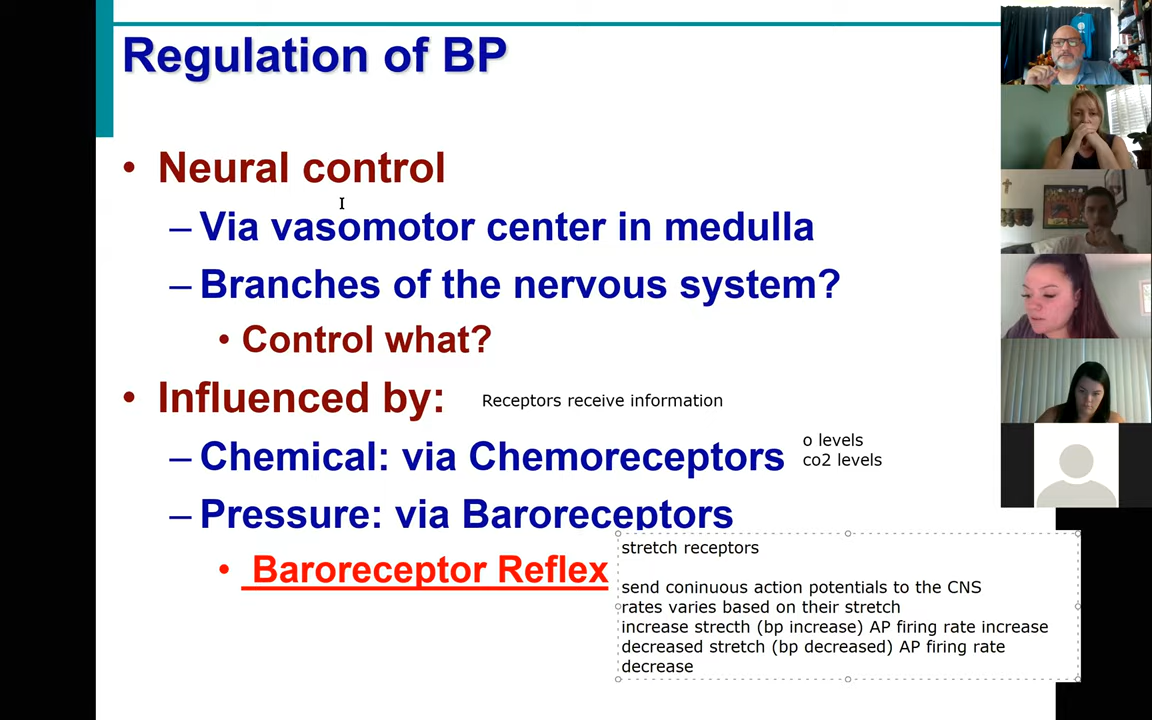 Regulation of BP
• Neural control
– Via vasomotor center in medulla
– Branches of the nervous system?
• Control what?
• Influenced by:
Receptors receive information
– Chemical: via Chemoreceptors
o levels
co2 levels
– Pressure: via Baroreceptors
• Baroreceptor Reflex
stretch receptors
send coninuous action potentials to the CNS
rates varies based on their stretch
increase strecth (bp increase) AP firing rate increase
decreased stretch (bp decreased) AP firing rate
decrease